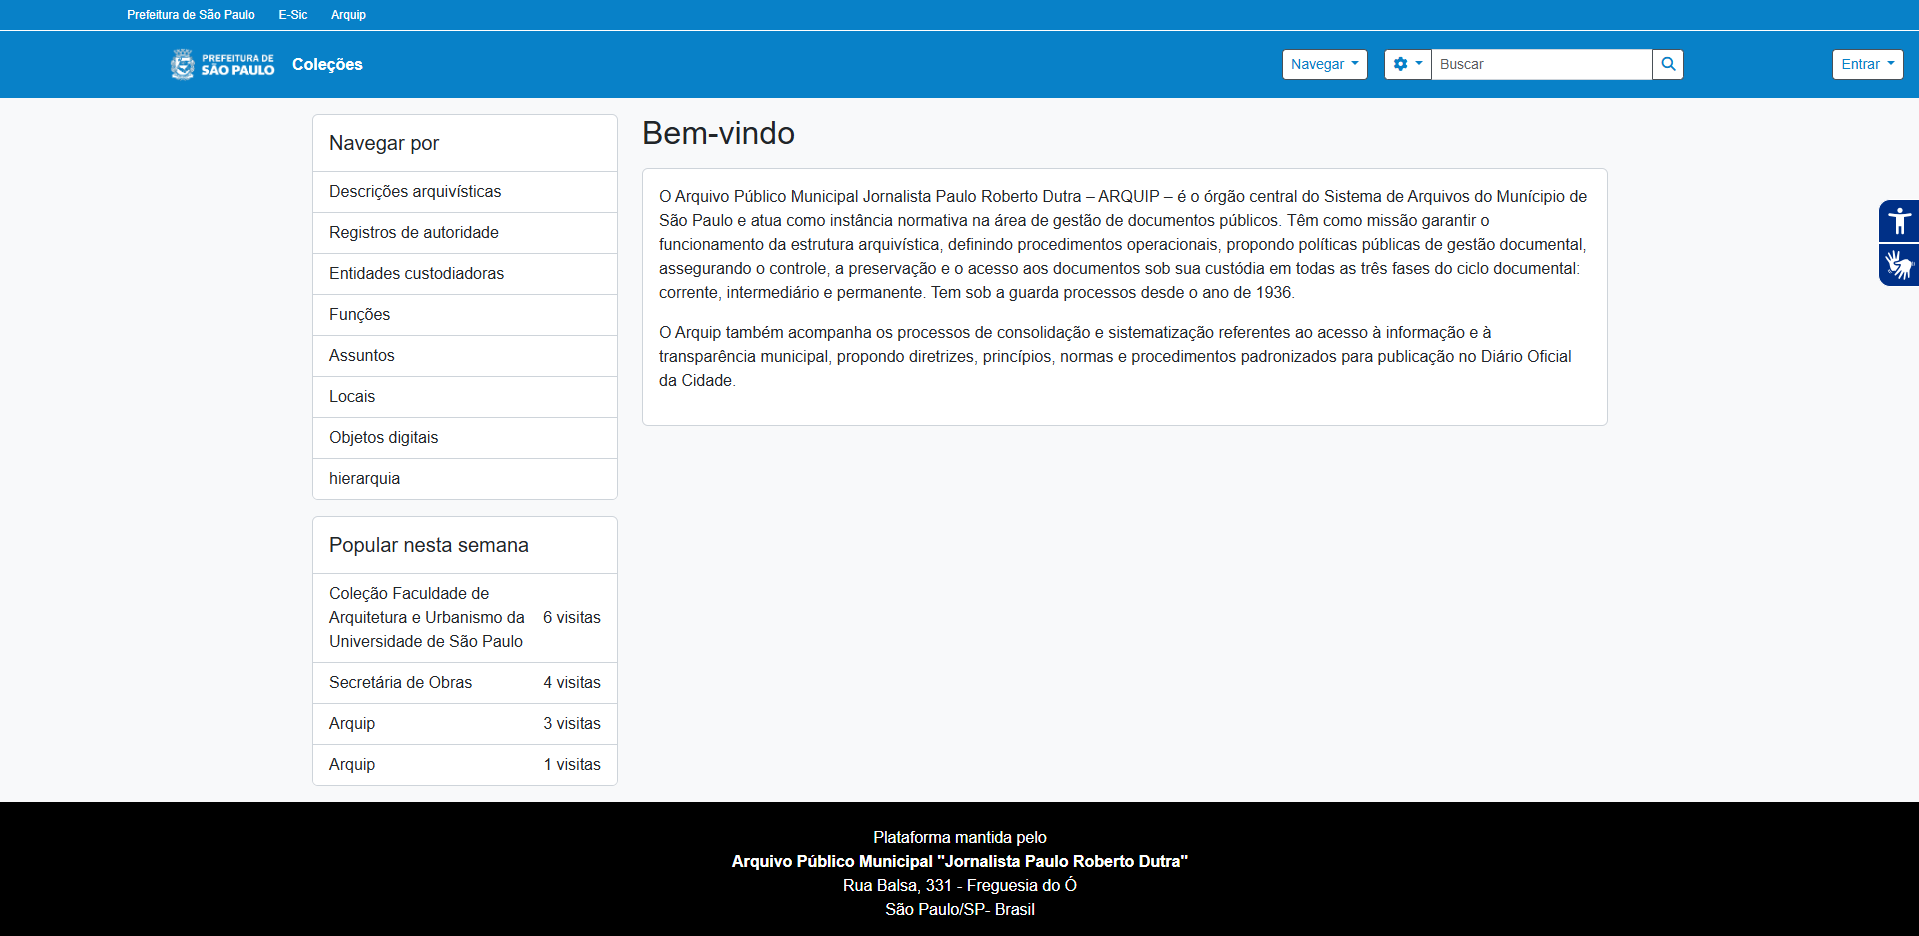 Prefeitura de São Paulo E-Sic Arquip
PREFEITURA DE
SÃO PAULO
Coleções
Navegar
Buscar
Entrar
Navegar por
Descrições arquivísticas
Registros de autoridade
Entidades custodiadoras
Funções
Assuntos
Locais
Objetos digitais
hierarquia
Popular nesta semana
Coleção Faculdade de
Arquitetura e Urbanismo da
Universidade de São Paulo
6 visitas
Secretária de Obras 4 visitas
Arquip 3 visitas
Arquip 1 visitas
Bem-vindo
O Arquivo Público Municipal Jornalista Paulo Roberto Dutra – ARQUIP – é o órgão central do Sistema de Arquivos do Munícipio de
São Paulo e atua como instância normativa na área de gestão de documentos públicos. Têm como missão garantir o
funcionamento da estrutura arquivística, definindo procedimentos operacionais, propondo políticas públicas de gestão documental,
assegurando o controle, a preservação e o acesso aos documentos sob sua custódia em todas as três fases do ciclo documental:
corrente, intermediário e permanente. Tem sob a guarda processos desde o ano de 1936.
O Arquip também acompanha os processos de consolidação e sistematização referentes ao acesso à informação e à
transparência municipal, propondo diretrizes, princípios, normas e procedimentos padronizados para publicação no Diário Oficial
da Cidade.
Plataforma mantida pelo
Arquivo Público Municipal "Jornalista Paulo Roberto Dutra"
Rua Balsa, 331 - Freguesia do Ó
São Paulo/SP- Brasil